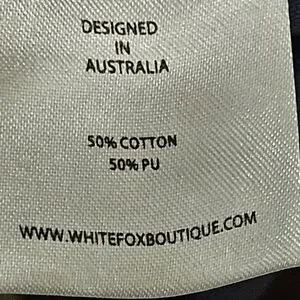 DESIGNED
IN
AUSTRALIA
50% COTTON
50% PU
WWW.WHITEFOXBOUTIQUE.COM